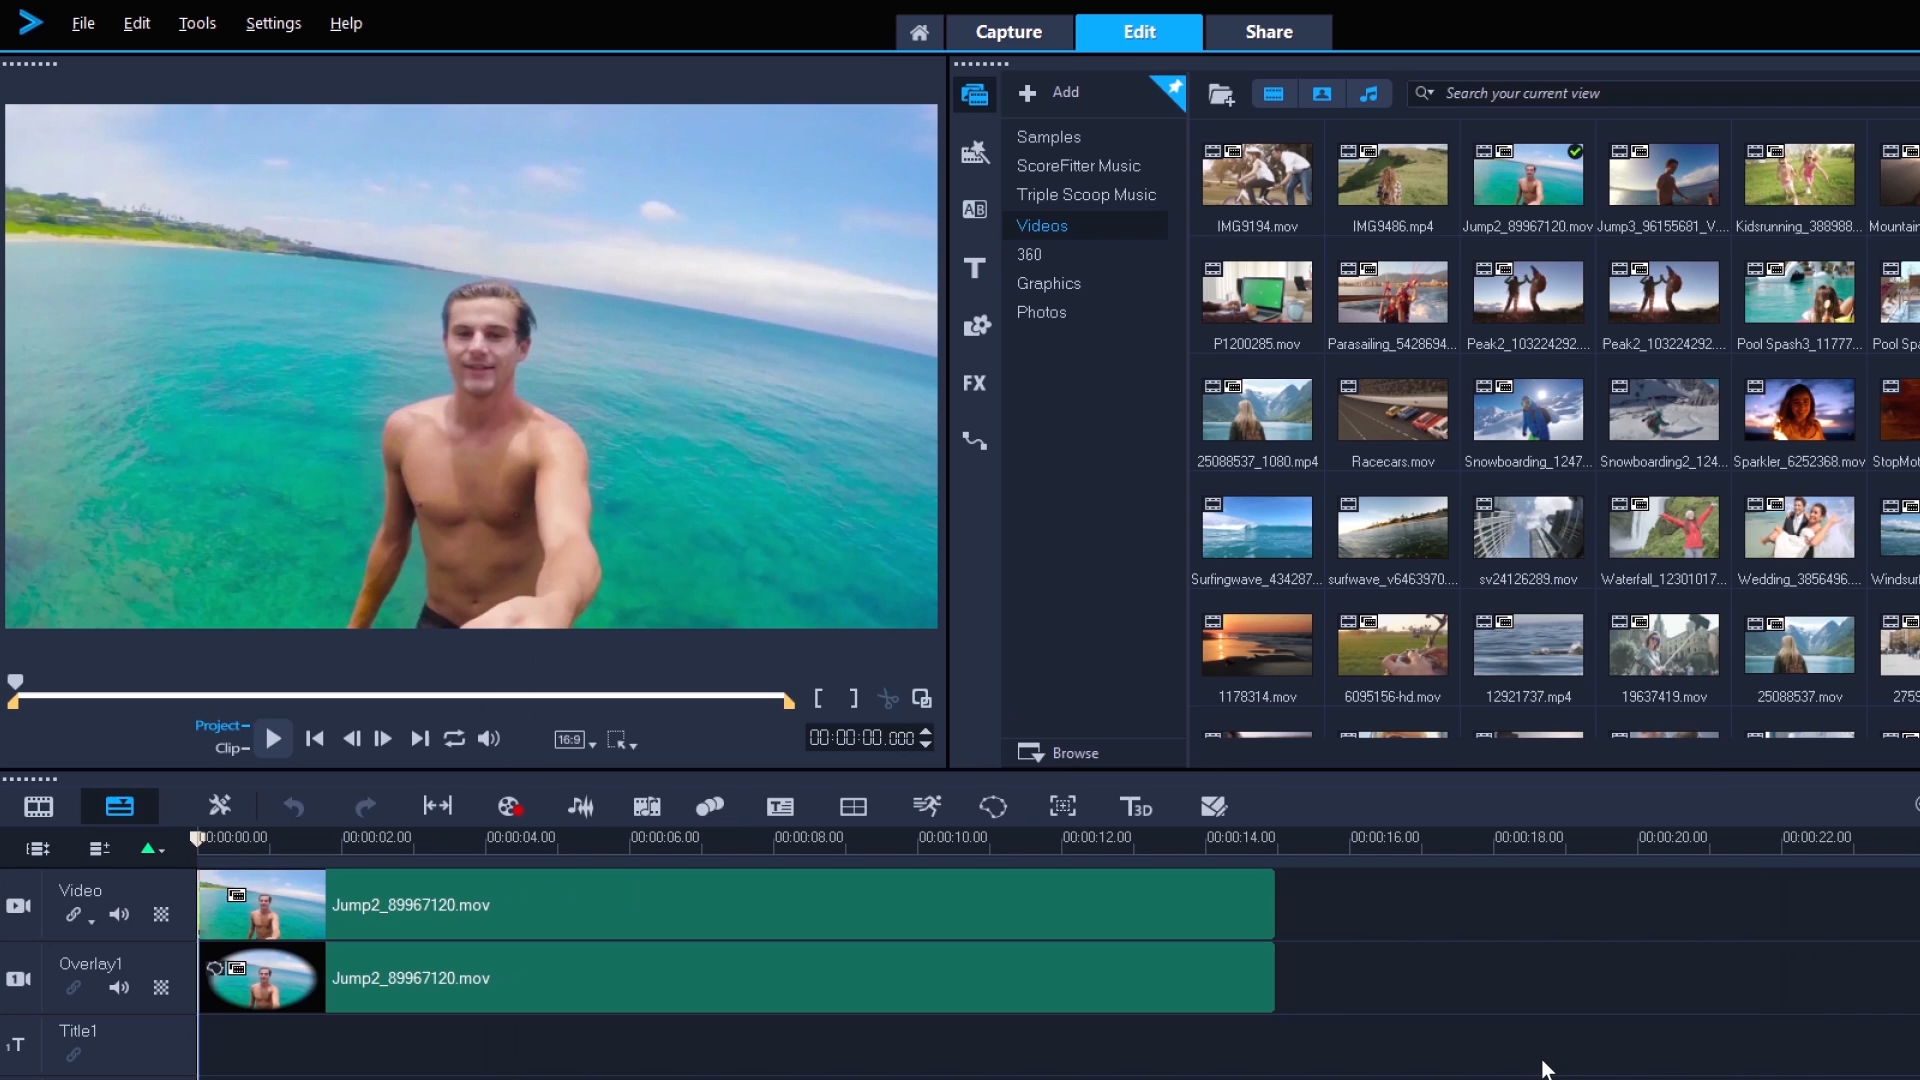 File Edit Tools Settings Help
Capture Edit Share
Add
Search your current view
Samples
ScoreFitter Music
Triple Scoop Music
Videos
360
Graphics
Photos
Browse
AB
T
FX
IMG9194.mov IMG9486.mp4 Jump2_89967120.mov Jump3_96155681_V.... Kidsrunning_388988... Mountain
P1200285.mov Parasailing_5428694... Peak2_103224292.... Peak2_103224292.... Pool Spash3_11777... Pool Spa
25088537_1080.mp4 Racecars.mov Snowboarding_1247... Snowboarding2_124... Sparkler_6252368.mov StopMot
Surfingwave_434287... surfwave_v6463970.... sv24126289.mov Waterfall_12301017... Wedding_3856496.... Windsur
1178314.mov 6095156-hd.mov 12921737.mp4 19637419.mov 25088537.mov 2759
Project
Clip
16:9
00:00:00.000
T3D
00:00:00.00 00:00:02.00 00:00:04.00 00:00:06.00 00:00:08.00 00:00:10.00 00:00:12.00 00:00:14.00 00:00:16.00 00:00:18.00 00:00:20.00 00:00:22.00
Video
Jump2_89967120.mov
Overlay1
Jump2_89967120.mov
Title1
1T